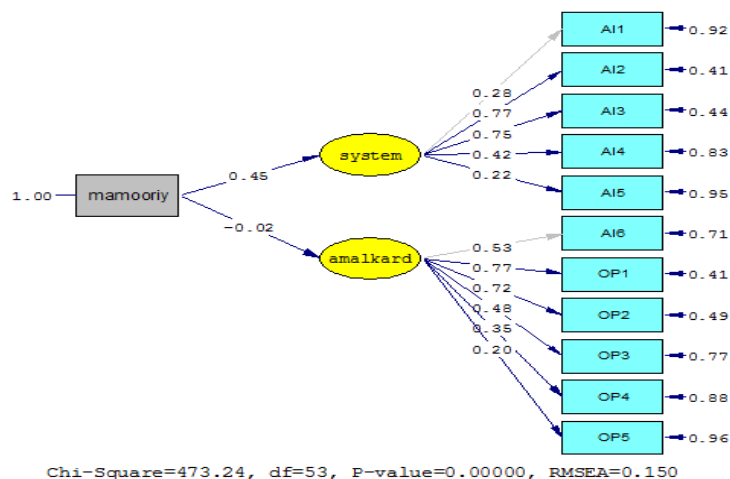 AI1 0.92
0.28
AI2 0.41
0.77
AI3 0.44
0.75
system
0.42
AI4 0.83
0.45
0.22
AI5 0.95
1.00 mamooriy
-0.02
AI6 0.71
0.53
amalkard
0.77
OP1 0.41
0.72
OP2 0.49
0.48
0.35
OP3 0.77
0.20
OP4 0.88
OP5 0.96
Chi-Square=473.24, df=53, P-value=0.00000, RMSEA=0.150